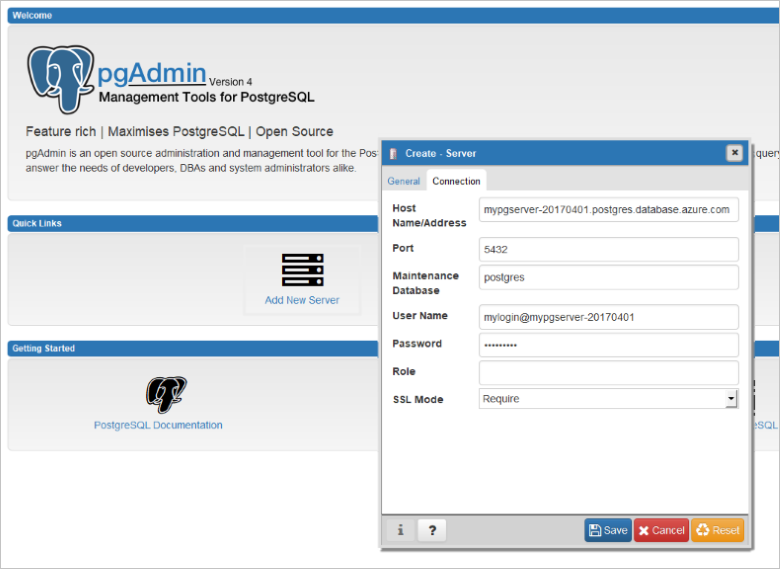 Welcome
pgAdmin Version 4
Management Tools for PostgreSQL
Feature rich | Maximises PostgreSQL | Open Source
pgAdmin is an open source administration and management tool for the Pos
query
answer the needs of developers, DBAs and system administrators alike.
Quick Links
Add New Server
Getting Started
PostgreSQL Documentation
eSQL
Create - Server
General
Connection
Host
Name/Address
mypgserver-20170401.postgres.database.azure.com
Port
5432
Maintenance
Database
postgres
User Name
mylogin@mypgserver-20170401
Password
•••••••••
Role
SSL Mode
Require
i
?
Save
Cancel
Reset